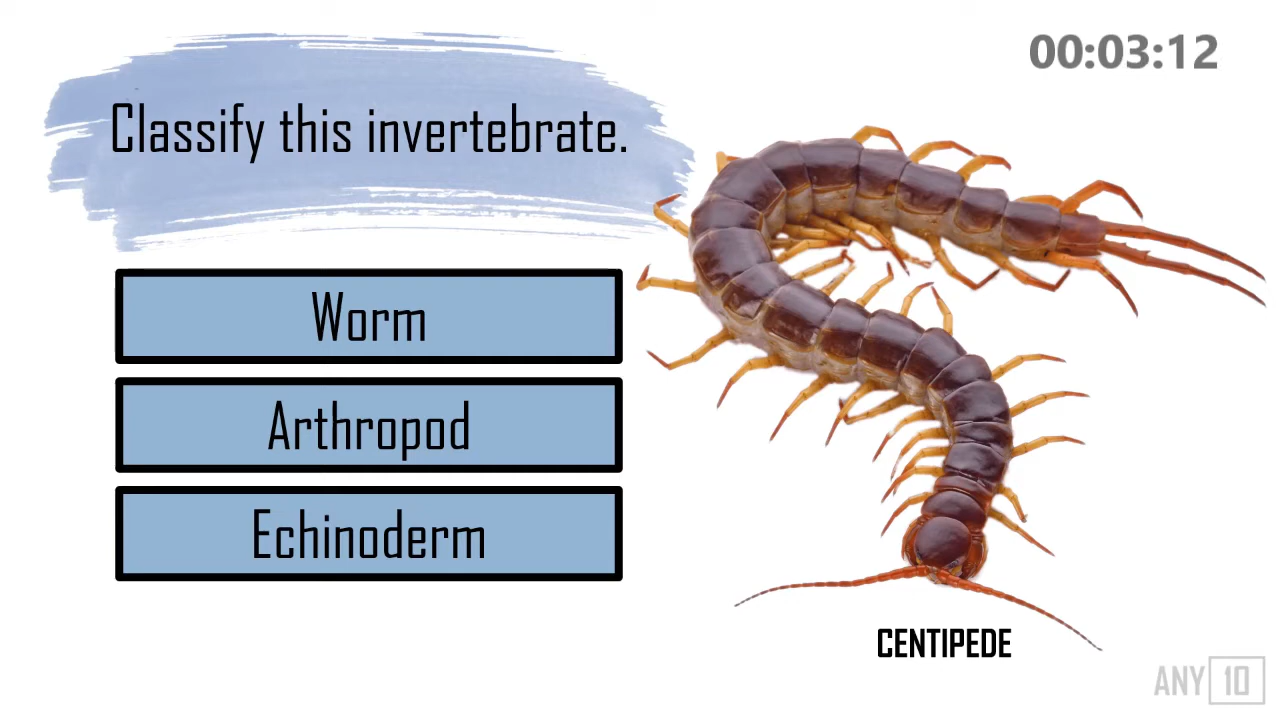 00:03:12
Classify this invertebrate.
Worm
Arthropod
Echinoderm
CENTIPEDE
ANY 10